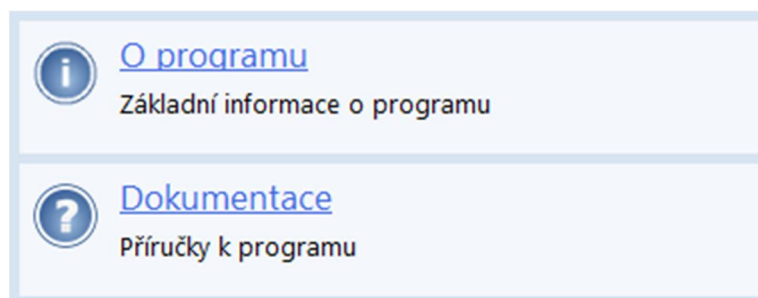 O programu
Základní informace o programu
Dokumentace
Příručky k programu